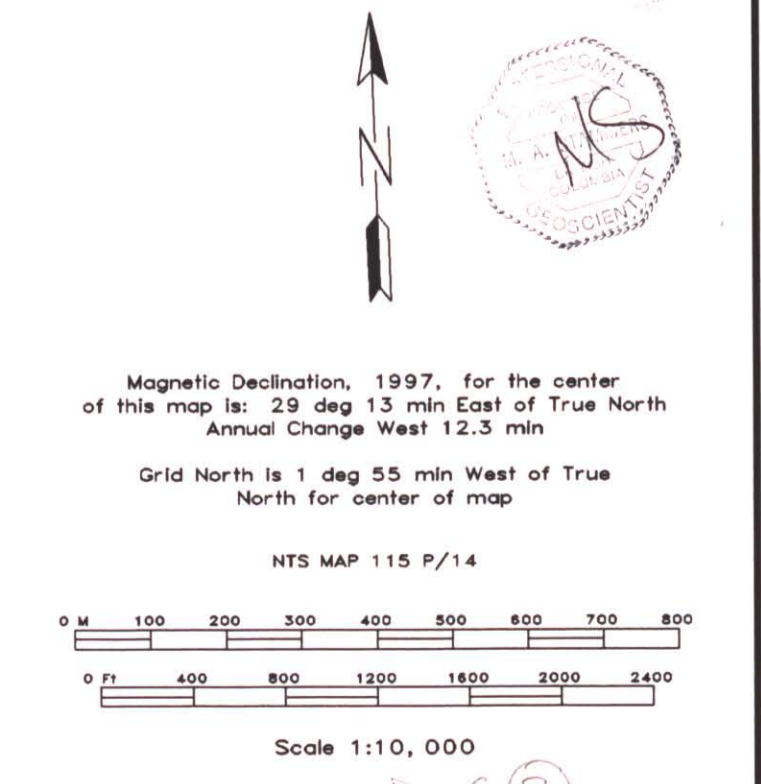 N
PROFESSIONAL
M. A. STAMMERS
COLUMBIA
GEOSCIENTIST
MS
Magnetic Declination, 1997, for the center
of this map is: 29 deg 13 min East of True North
Annual Change West 12.3 min
Grid North is 1 deg 55 min West of True
North for center of map
NTS MAP 115 P/14
0 M 100 200 300 400 500 600 700 800
0 Ft 400 800 1200 1600 2000 2400
Scale 1:10, 000